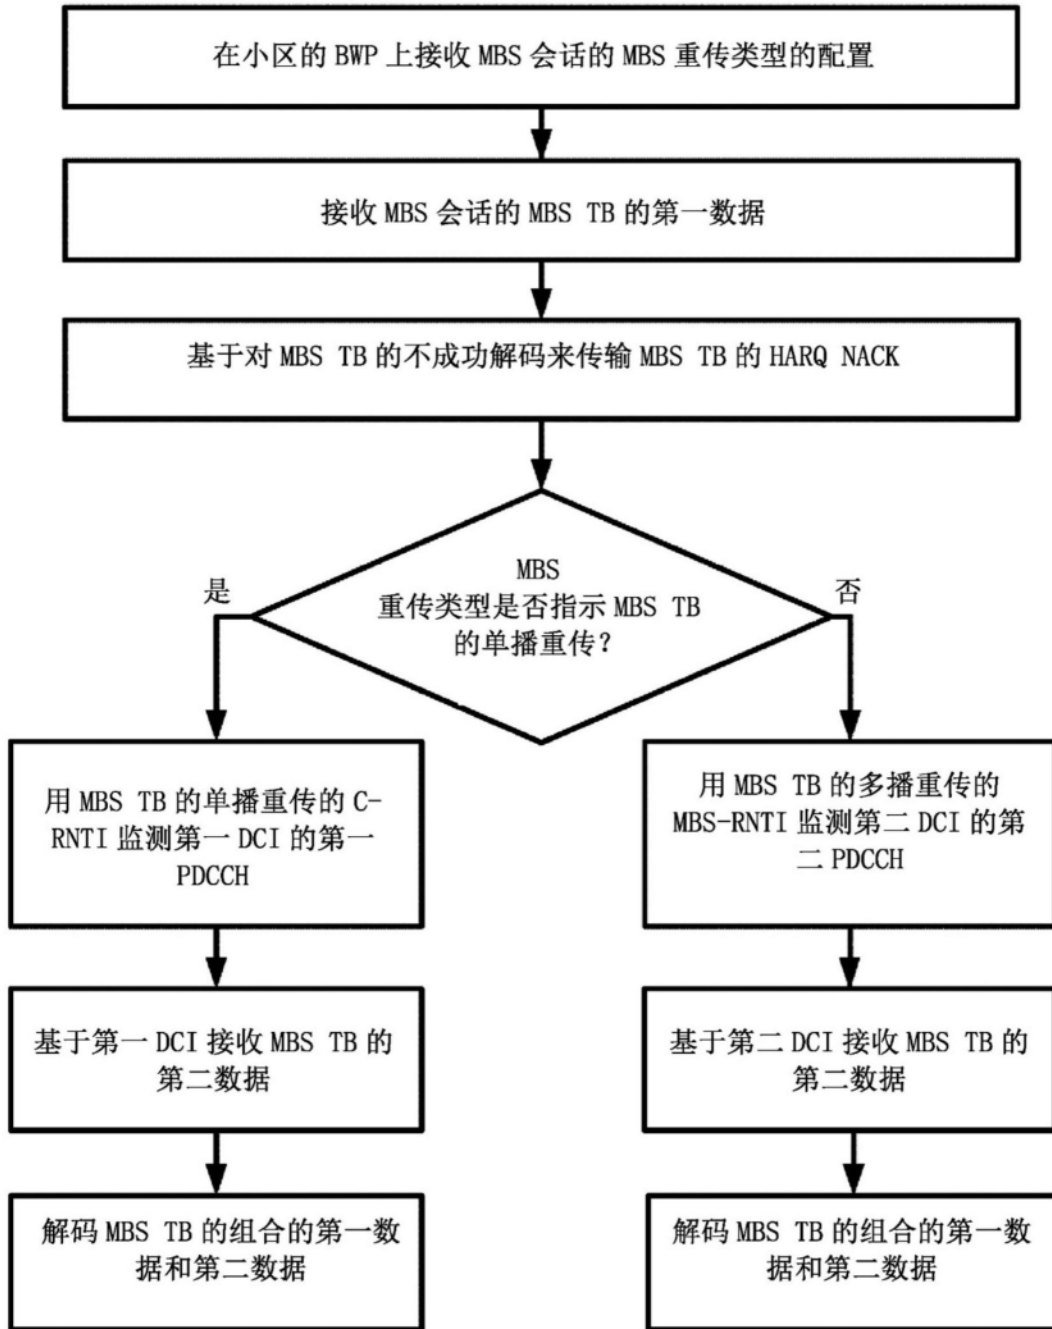 在小区的 BWP 上接收 MBS 会话的 MBS 重传类型的配置
接收 MBS 会话的 MBS TB 的第一数据
基于对 MBS TB 的不成功解码来传输 MBS TB 的 HARQ NACK
MBS
重传类型是否指示 MBS TB
的单播重传?
是
否
用 MBS TB 的单播重传的 C-
RNTI 监测第一 DCI 的第一
PDCCH
用 MBS TB 的多播重传的
MBS-RNTI 监测第二 DCI 的第
二 PDCCH
基于第一 DCI 接收 MBS TB 的
第二数据
基于第二 DCI 接收 MBS TB 的
第二数据
解码 MBS TB 的组合的第一数
据和第二数据
解码 MBS TB 的组合的第一数
据和第二数据